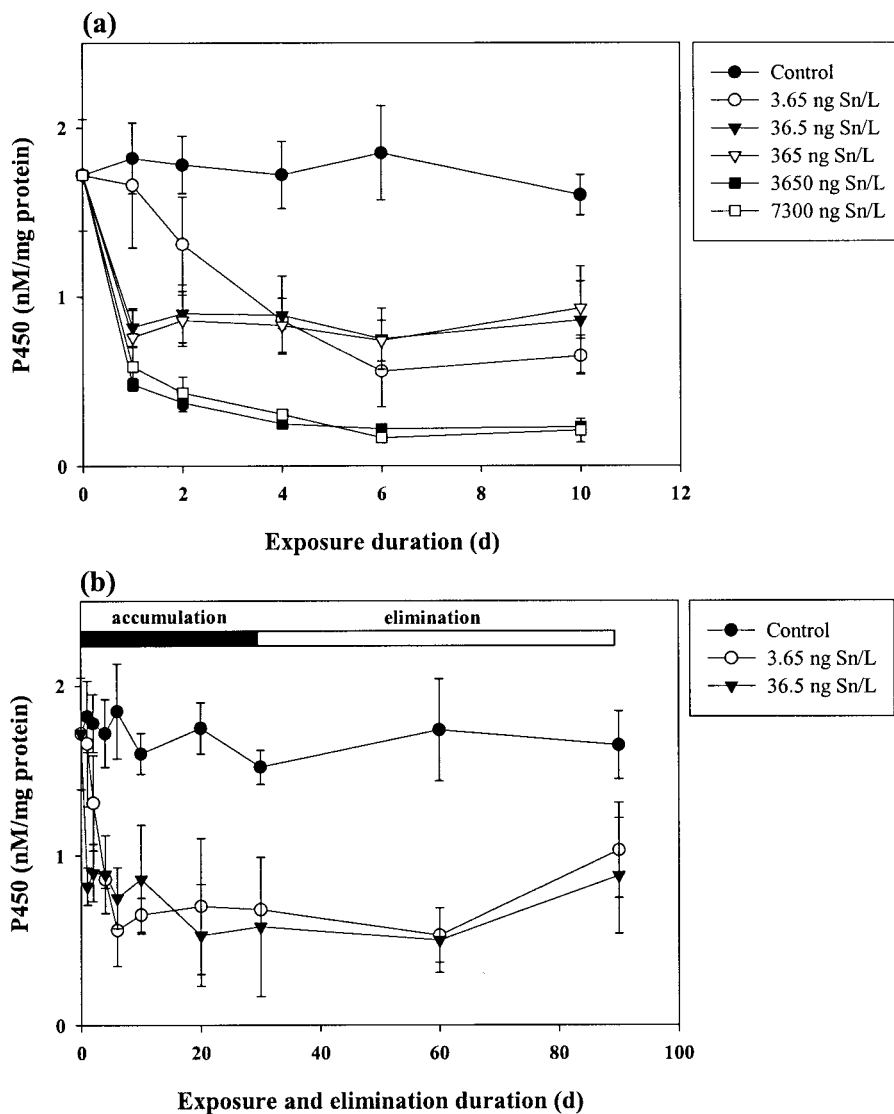 (a)
P450 (nM/mg protein)
2
1
0
0 2 4 6 8 10 12
Exposure duration (d)
Control
3.65 ng Sn/L
36.5 ng Sn/L
365 ng Sn/L
3650 ng Sn/L
7300 ng Sn/L
(b)
accumulation elimination
P450 (nM/mg protein)
2
1
0
0 20 40 60 80 100
Exposure and elimination duration (d)
Control
3.65 ng Sn/L
36.5 ng Sn/L